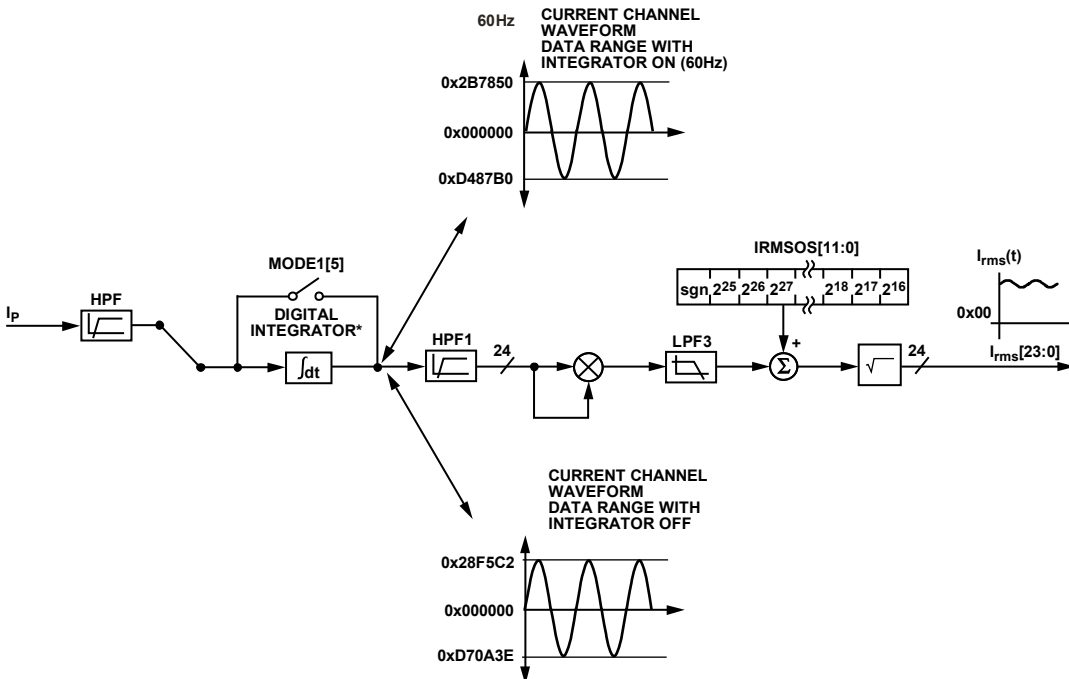 60Hz
CURRENT CHANNEL
WAVEFORM
DATA RANGE WITH
INTEGRATOR ON (60Hz)
0x2B7850
0x000000
0xD487B0
IRMSOS[11:0]
sgn 2^25 2^26 2^27 2^18 2^17 2^16
I_rms(t)
0x00
MODE1[5]
HPF
I_P
DIGITAL
INTEGRATOR*
∫dt
HPF1
24
LPF3
+
Σ
√
24
I_rms[23:0]
CURRENT CHANNEL
WAVEFORM
DATA RANGE WITH
INTEGRATOR OFF
0x28F5C2
0x000000
0xD70A3E